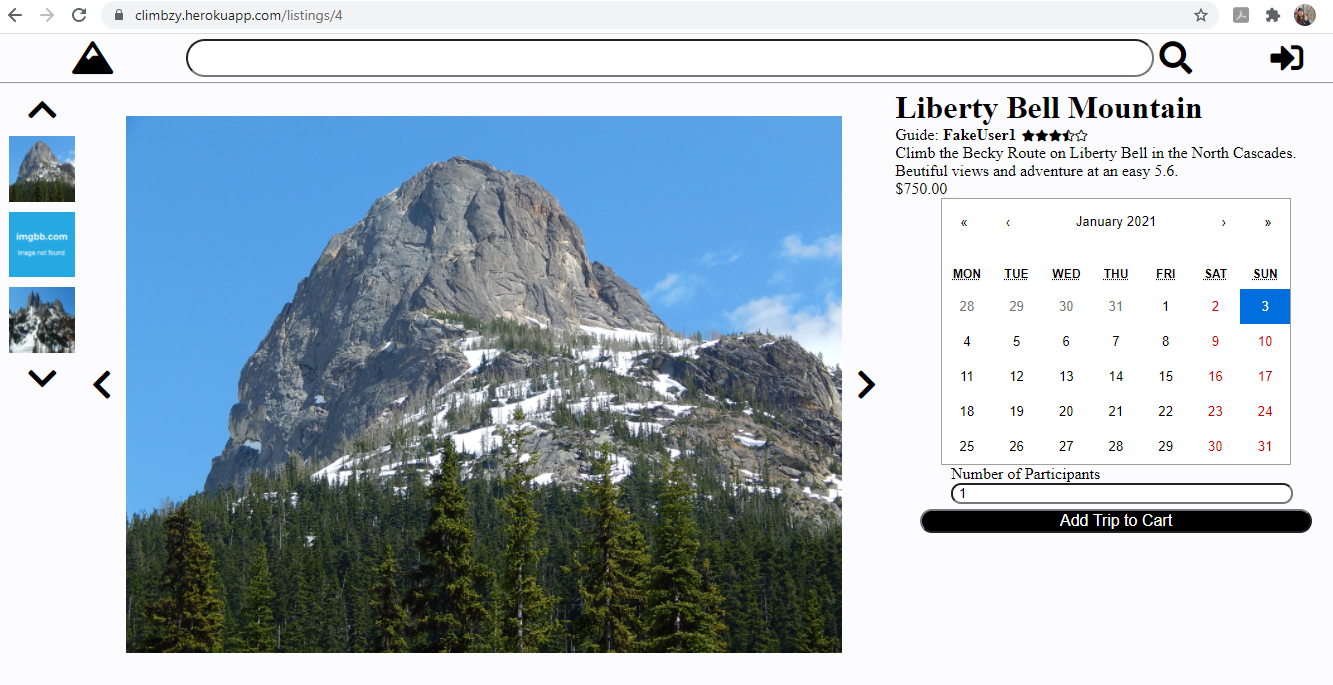 climbzy.herokuapp.com/listings/4
imgbb.com
image not found
Liberty Bell Mountain
Guide: FakeUser1
Climb the Becky Route on Liberty Bell in the North Cascades.
Beutiful views and adventure at an easy 5.6.
$750.00
« ‹ January 2021 › »
MON TUE WED THU FRI SAT SUN
28 29 30 31 1 2 3
4 5 6 7 8 9 10
11 12 13 14 15 16 17
18 19 20 21 22 23 24
25 26 27 28 29 30 31
Number of Participants
1
Add Trip to Cart